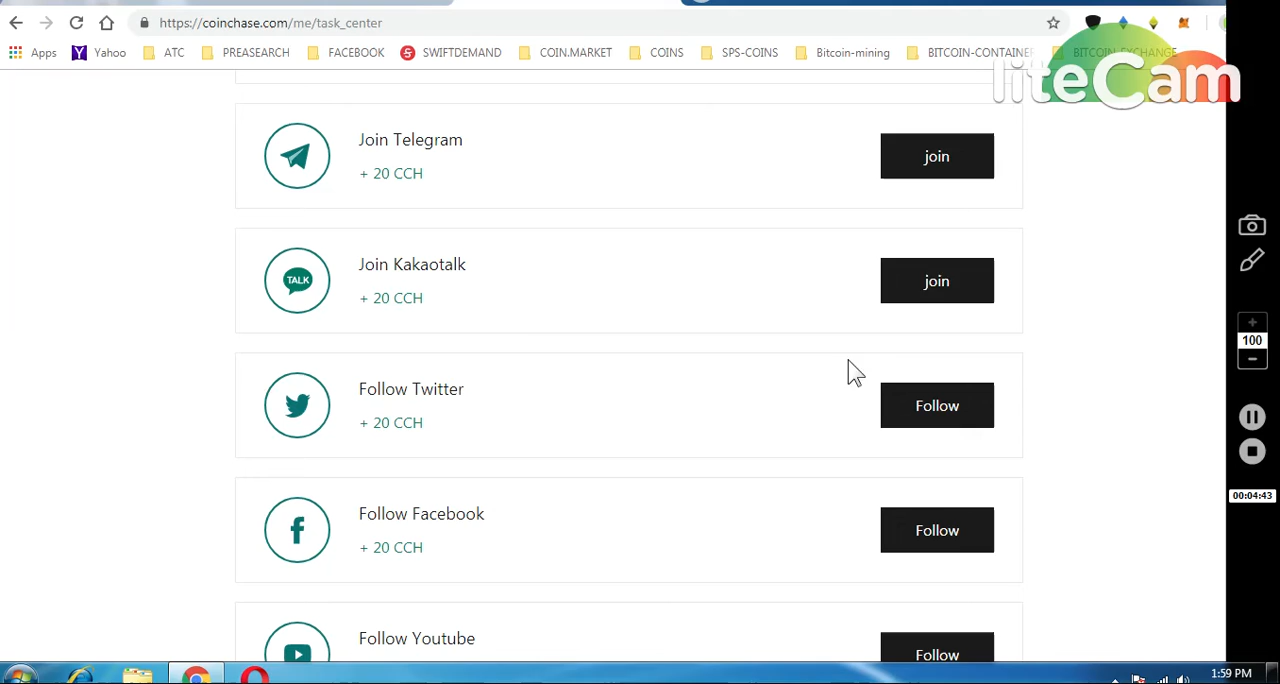 https://coinchase.com/me/task_center
Apps Yahoo ATC PREASEARCH FACEBOOK SWIFTDEMAND COIN.MARKET COINS SPS-COINS Bitcoin-mining BITCOIN-CONTAINER BITCOIN-EXCHANGE
liteCam
Join Telegram
+ 20 CCH
join
Join Kakaotalk
+ 20 CCH
join
TALK
Follow Twitter
+ 20 CCH
Follow
Follow Facebook
+ 20 CCH
Follow
Follow Youtube
Follow
100
00:04:43
1:59 PM